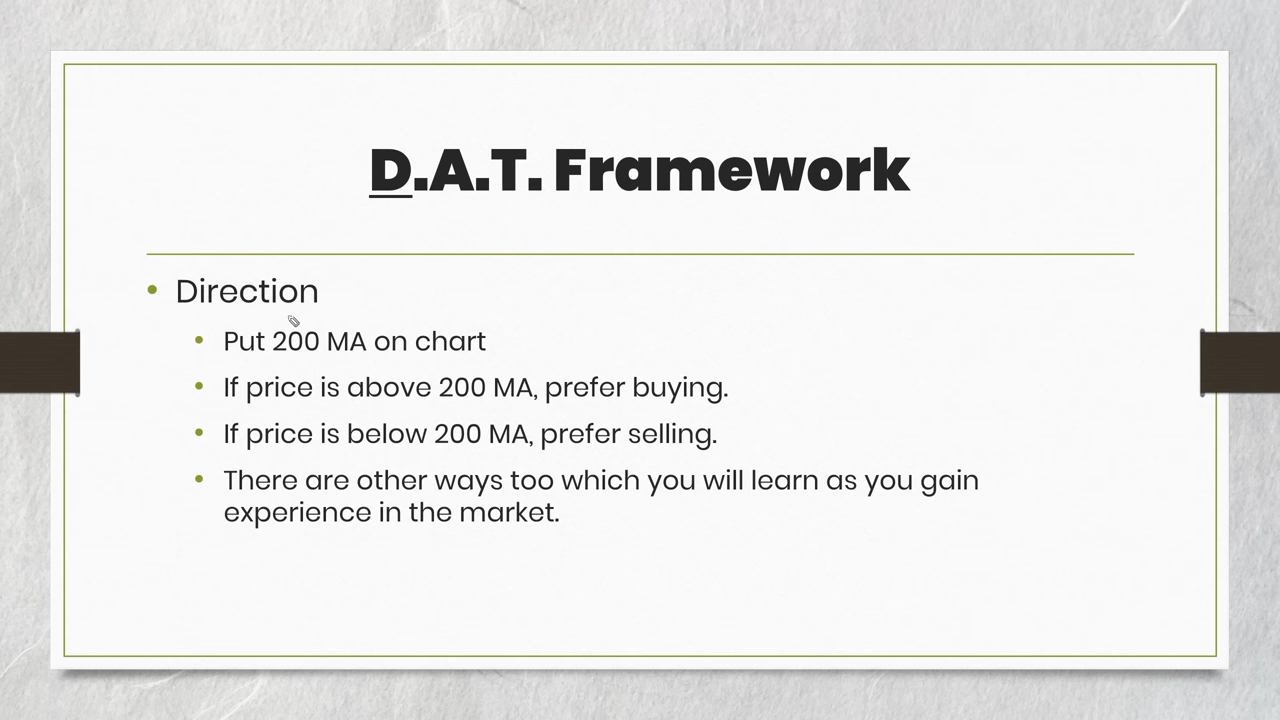 D.A.T. Framework
• Direction
• Put 200 MA on chart
• If price is above 200 MA, prefer buying.
• If price is below 200 MA, prefer selling.
• There are other ways too which you will learn as you gain
experience in the market.